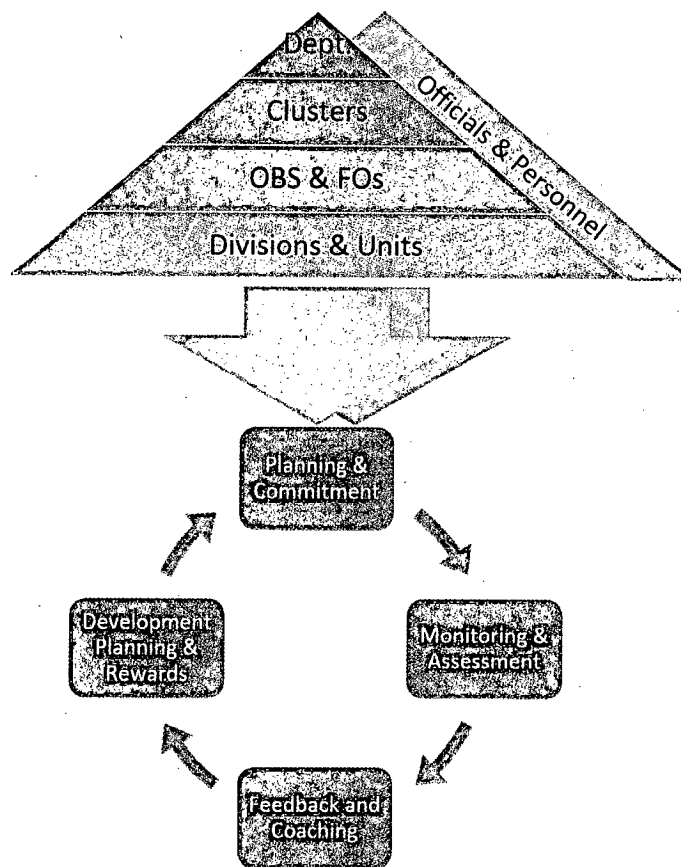 Dept.
Clusters
OBS & FOs
Divisions & Units
Officials & Personnel
Planning &
Commitment
Monitoring &
Assessment
Feedback and
Coaching
Development
Planning &
Rewards